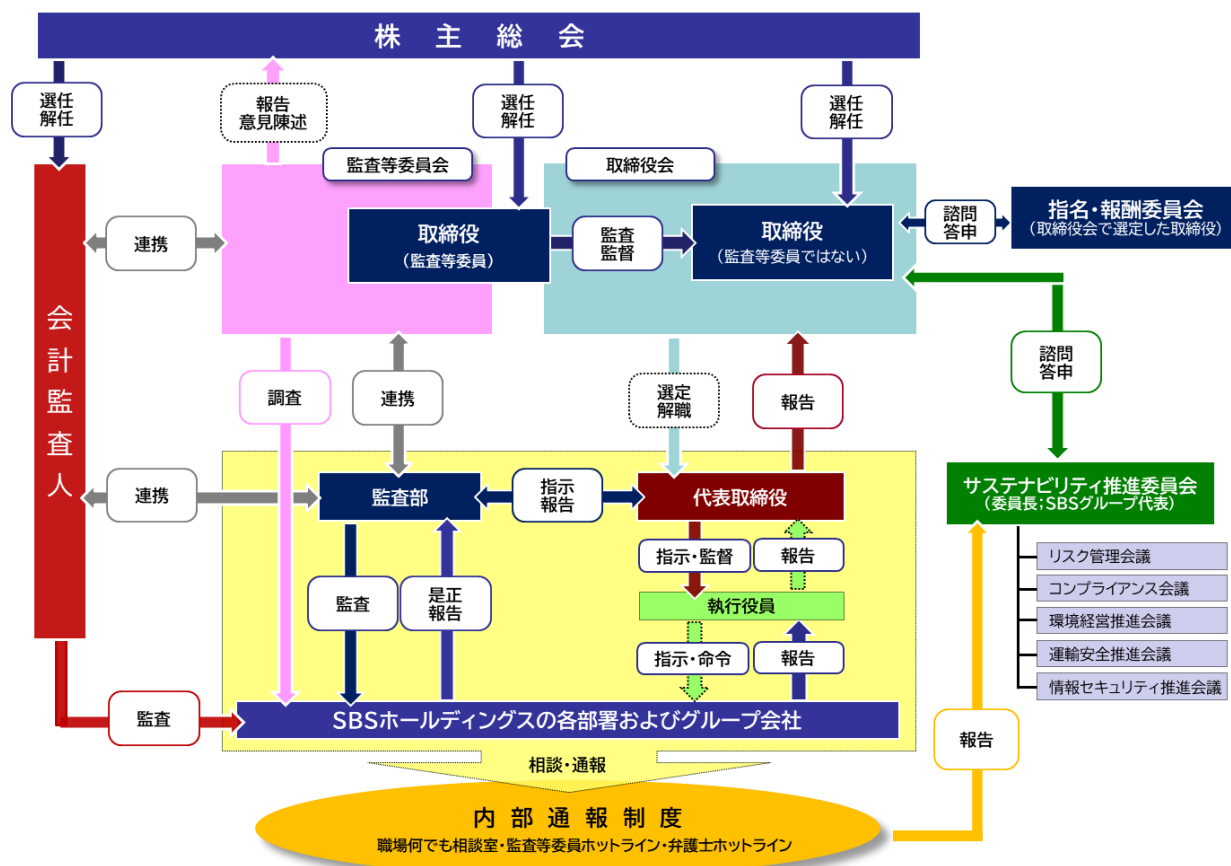 株主総会
選任
解任
報告
意見陳述
選任
解任
選任
解任
監査等委員会
取締役会
連携
取締役
（監査等委員）
監査
監督
取締役
（監査等委員ではない）
諮問
答申
指名・報酬委員会
（取締役会で選定した取締役）
会計監査人
調査
連携
選定
解職
報告
諮問
答申
連携
監査部
指示
報告
代表取締役
サステナビリティ推進委員会
（委員長；SBSグループ代表）
指示・監督
報告
リスク管理会議
コンプライアンス会議
環境経営推進会議
運輸安全推進会議
情報セキュリティ推進会議
監査
是正
報告
執行役員
指示・命令
報告
監査
SBSホールディングスの各部署およびグループ会社
報告
相談・通報
内部通報制度
職場何でも相談室・監査等委員ホットライン・弁護士ホットライン